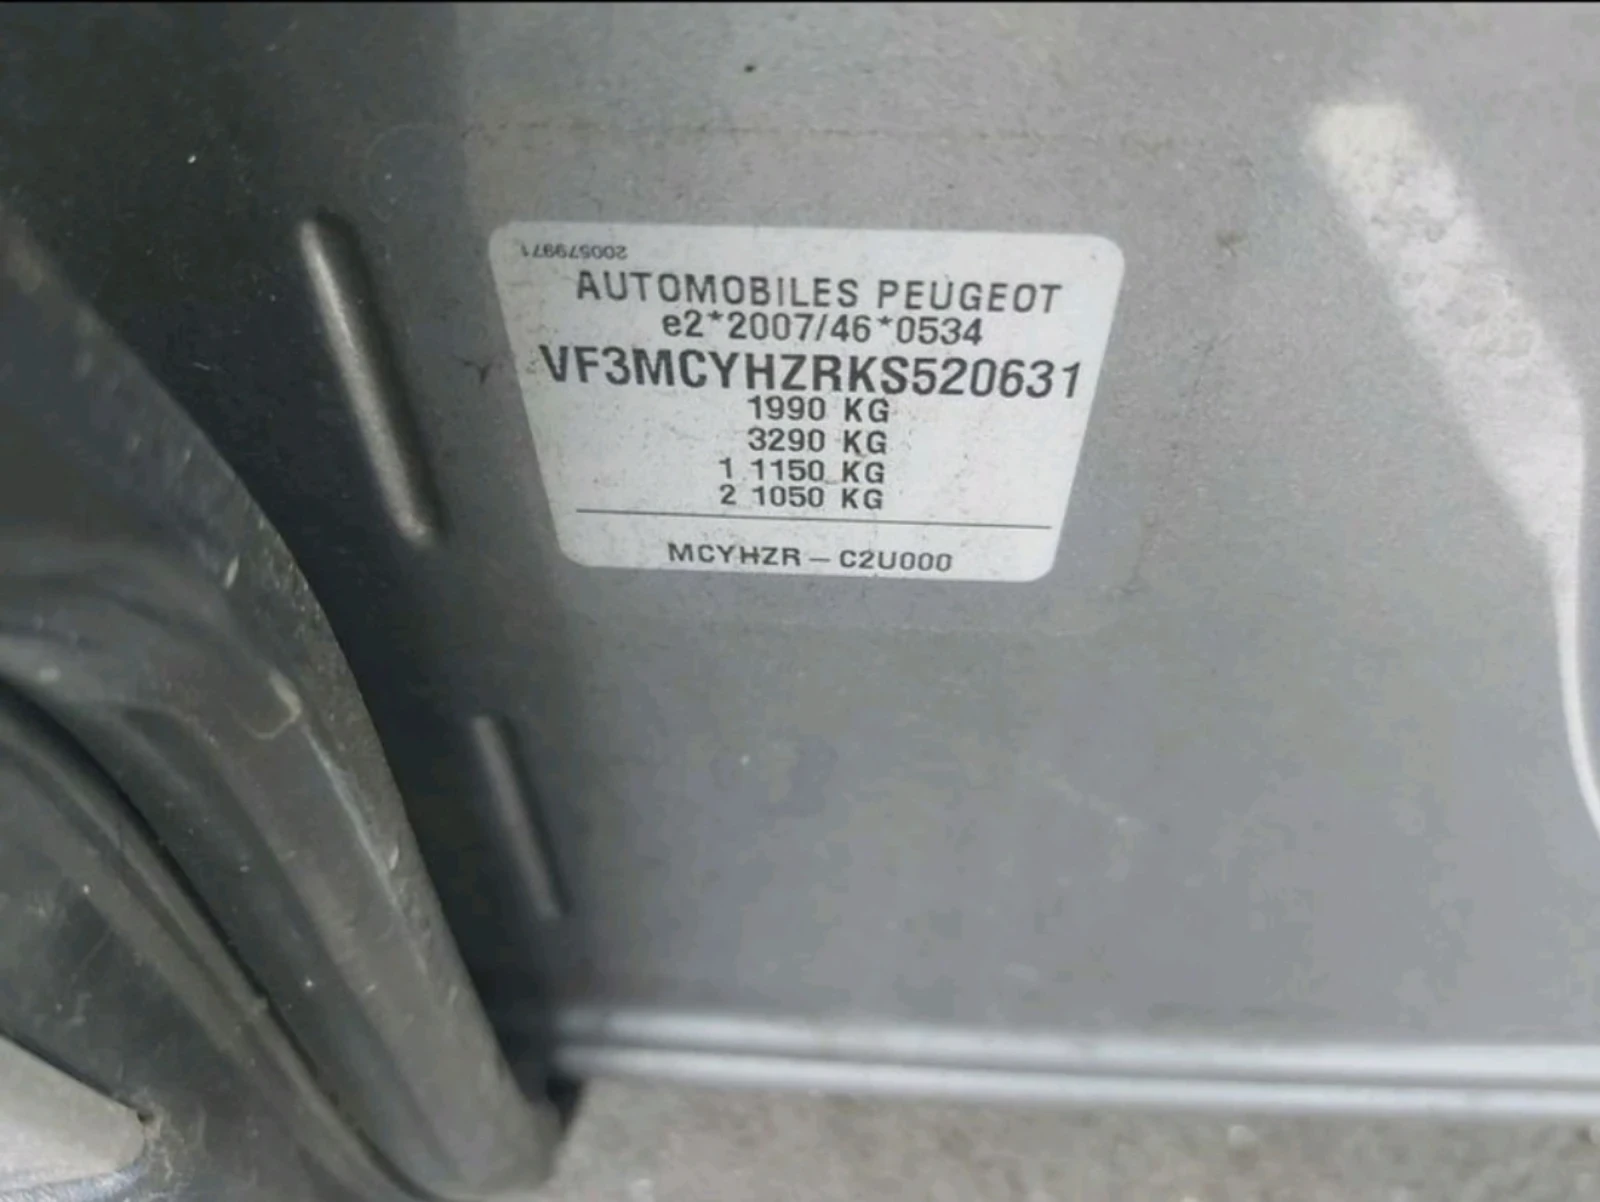 200579971
AUTOMOBILES PEUGEOT
e2*2007/46*0534
VF3MCYHZRKS520631
1990 KG
3290 KG
1 1150 KG
2 1050 KG
MCYHZR – C2U000